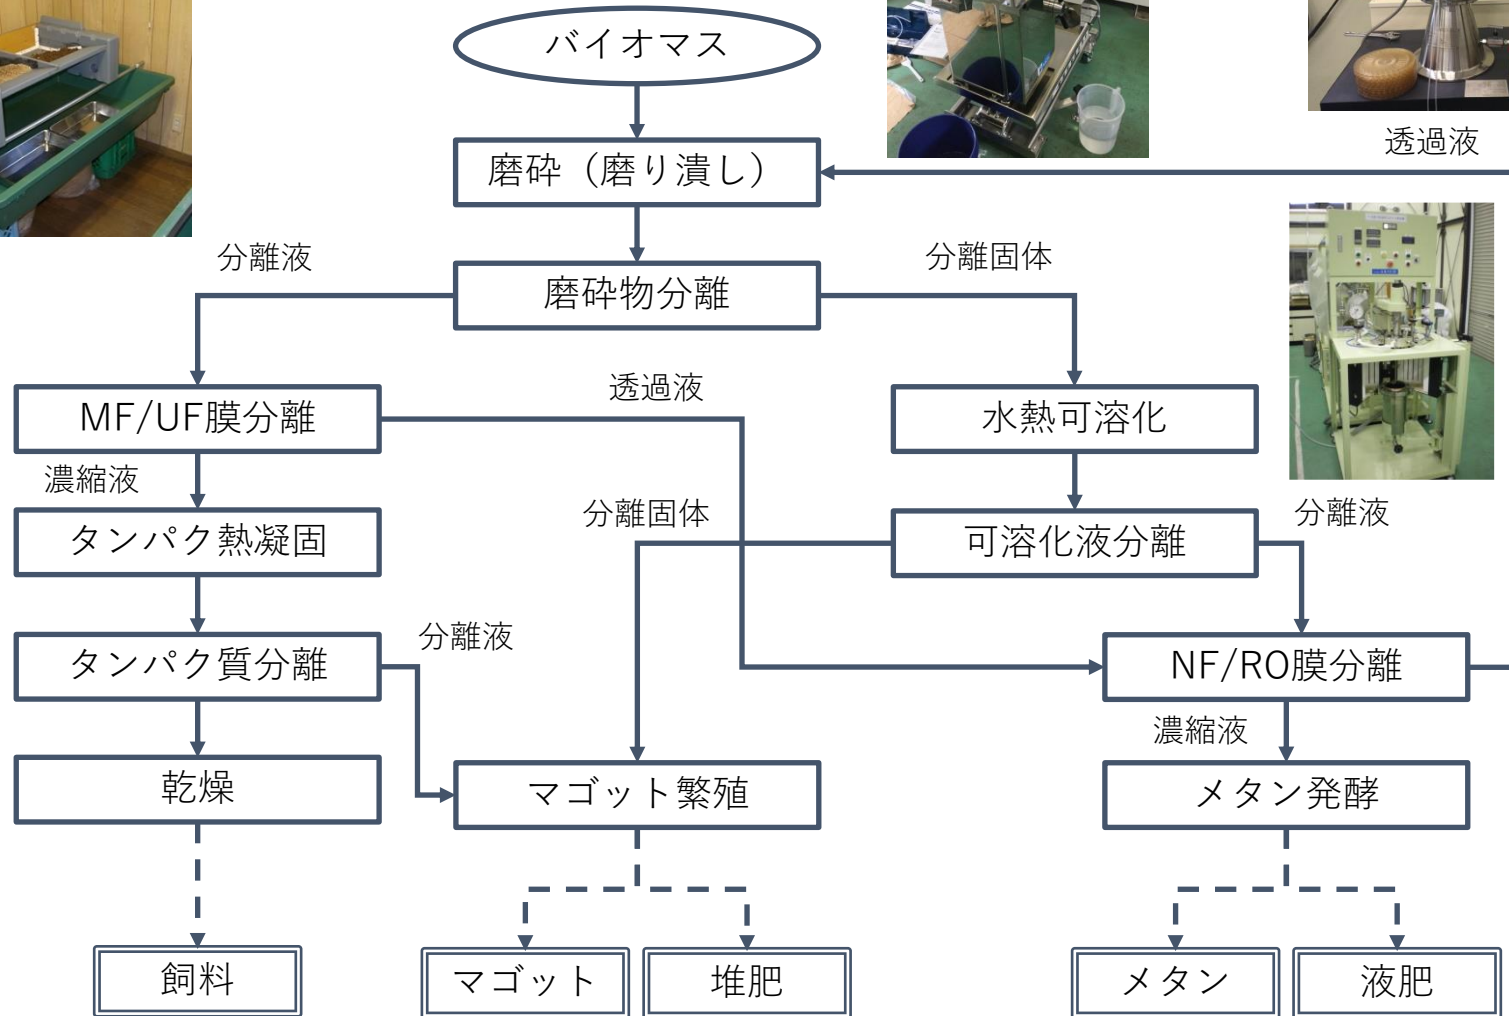 バイオマス
透過液
磨砕（磨り潰し）
分離液
分離固体
磨砕物分離
透過液
MF/UF膜分離
水熱可溶化
濃縮液
分離固体
分離液
タンパク熱凝固
可溶化液分離
分離液
タンパク質分離
NF/RO膜分離
濃縮液
乾燥
マゴット繁殖
メタン発酵
飼料
マゴット
堆肥
メタン
液肥